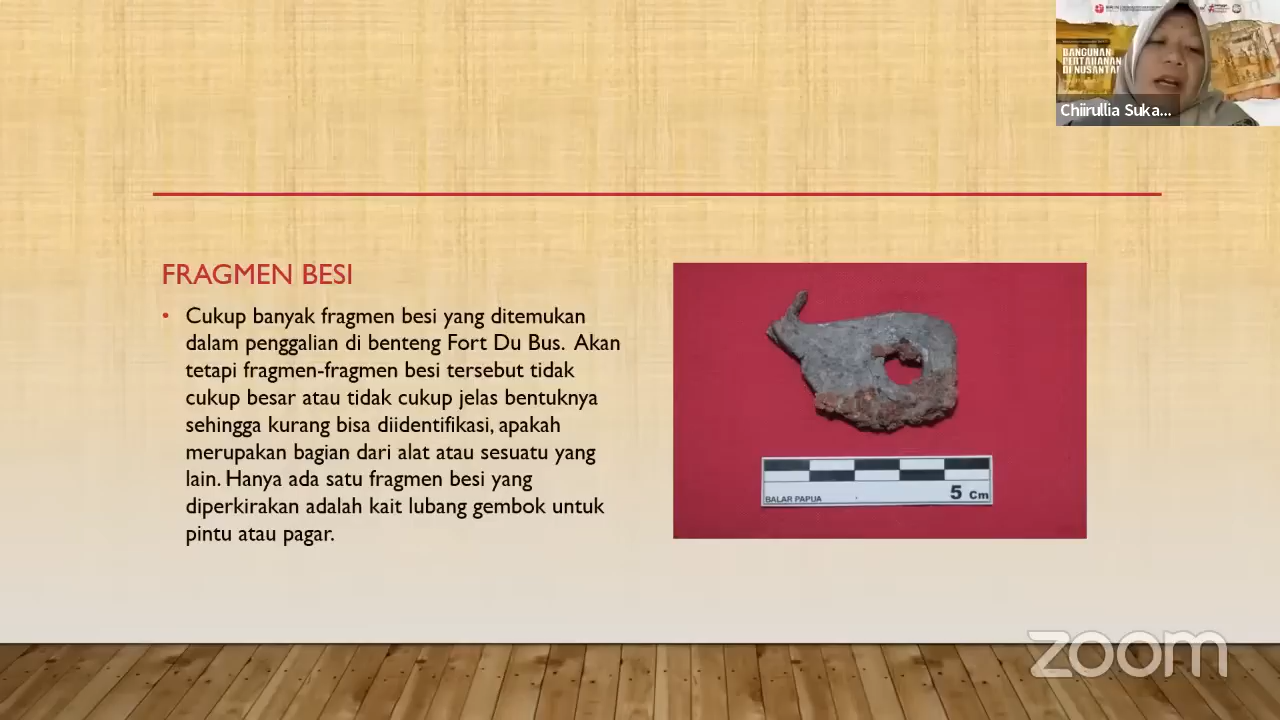 BANGUNAN
PERTAHANAN
DI NUSANTARA
Chiirullia Suka...
FRAGMEN BESI
• Cukup banyak fragmen besi yang ditemukan
dalam penggalian di benteng Fort Du Bus. Akan
tetapi fragmen-fragmen besi tersebut tidak
cukup besar atau tidak cukup jelas bentuknya
sehingga kurang bisa diidentifikasi, apakah
merupakan bagian dari alat atau sesuatu yang
lain. Hanya ada satu fragmen besi yang
diperkirakan adalah kait lubang gembok untuk
pintu atau pagar.
BALAR PAPUA
5 Cm
zoom